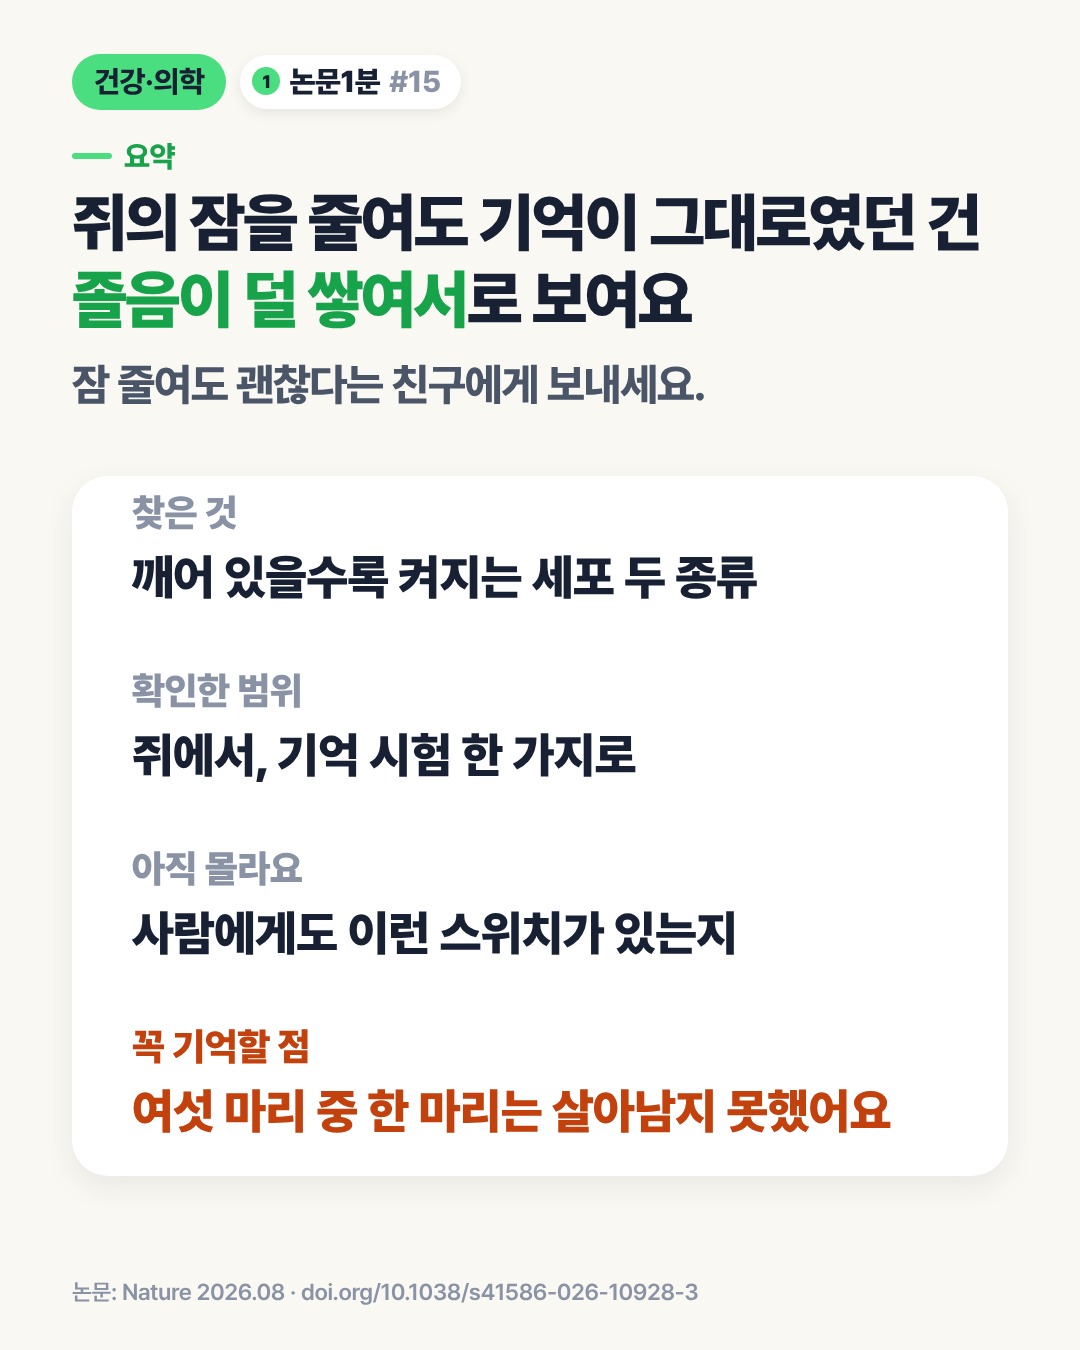 건강·의학
1 논문1분 #15
요약
쥐의 잠을 줄여도 기억이 그대로였던 건
졸음이 덜 쌓여서로 보여요
잠 줄여도 괜찮다는 친구에게 보내세요.
찾은 것
깨어 있을수록 켜지는 세포 두 종류
확인한 범위
쥐에서, 기억 시험 한 가지로
아직 몰라요
사람에게도 이런 스위치가 있는지
꼭 기억할 점
여섯 마리 중 한 마리는 살아남지 못했어요
논문: Nature 2026.08 · doi.org/10.1038/s41586-026-10928-3